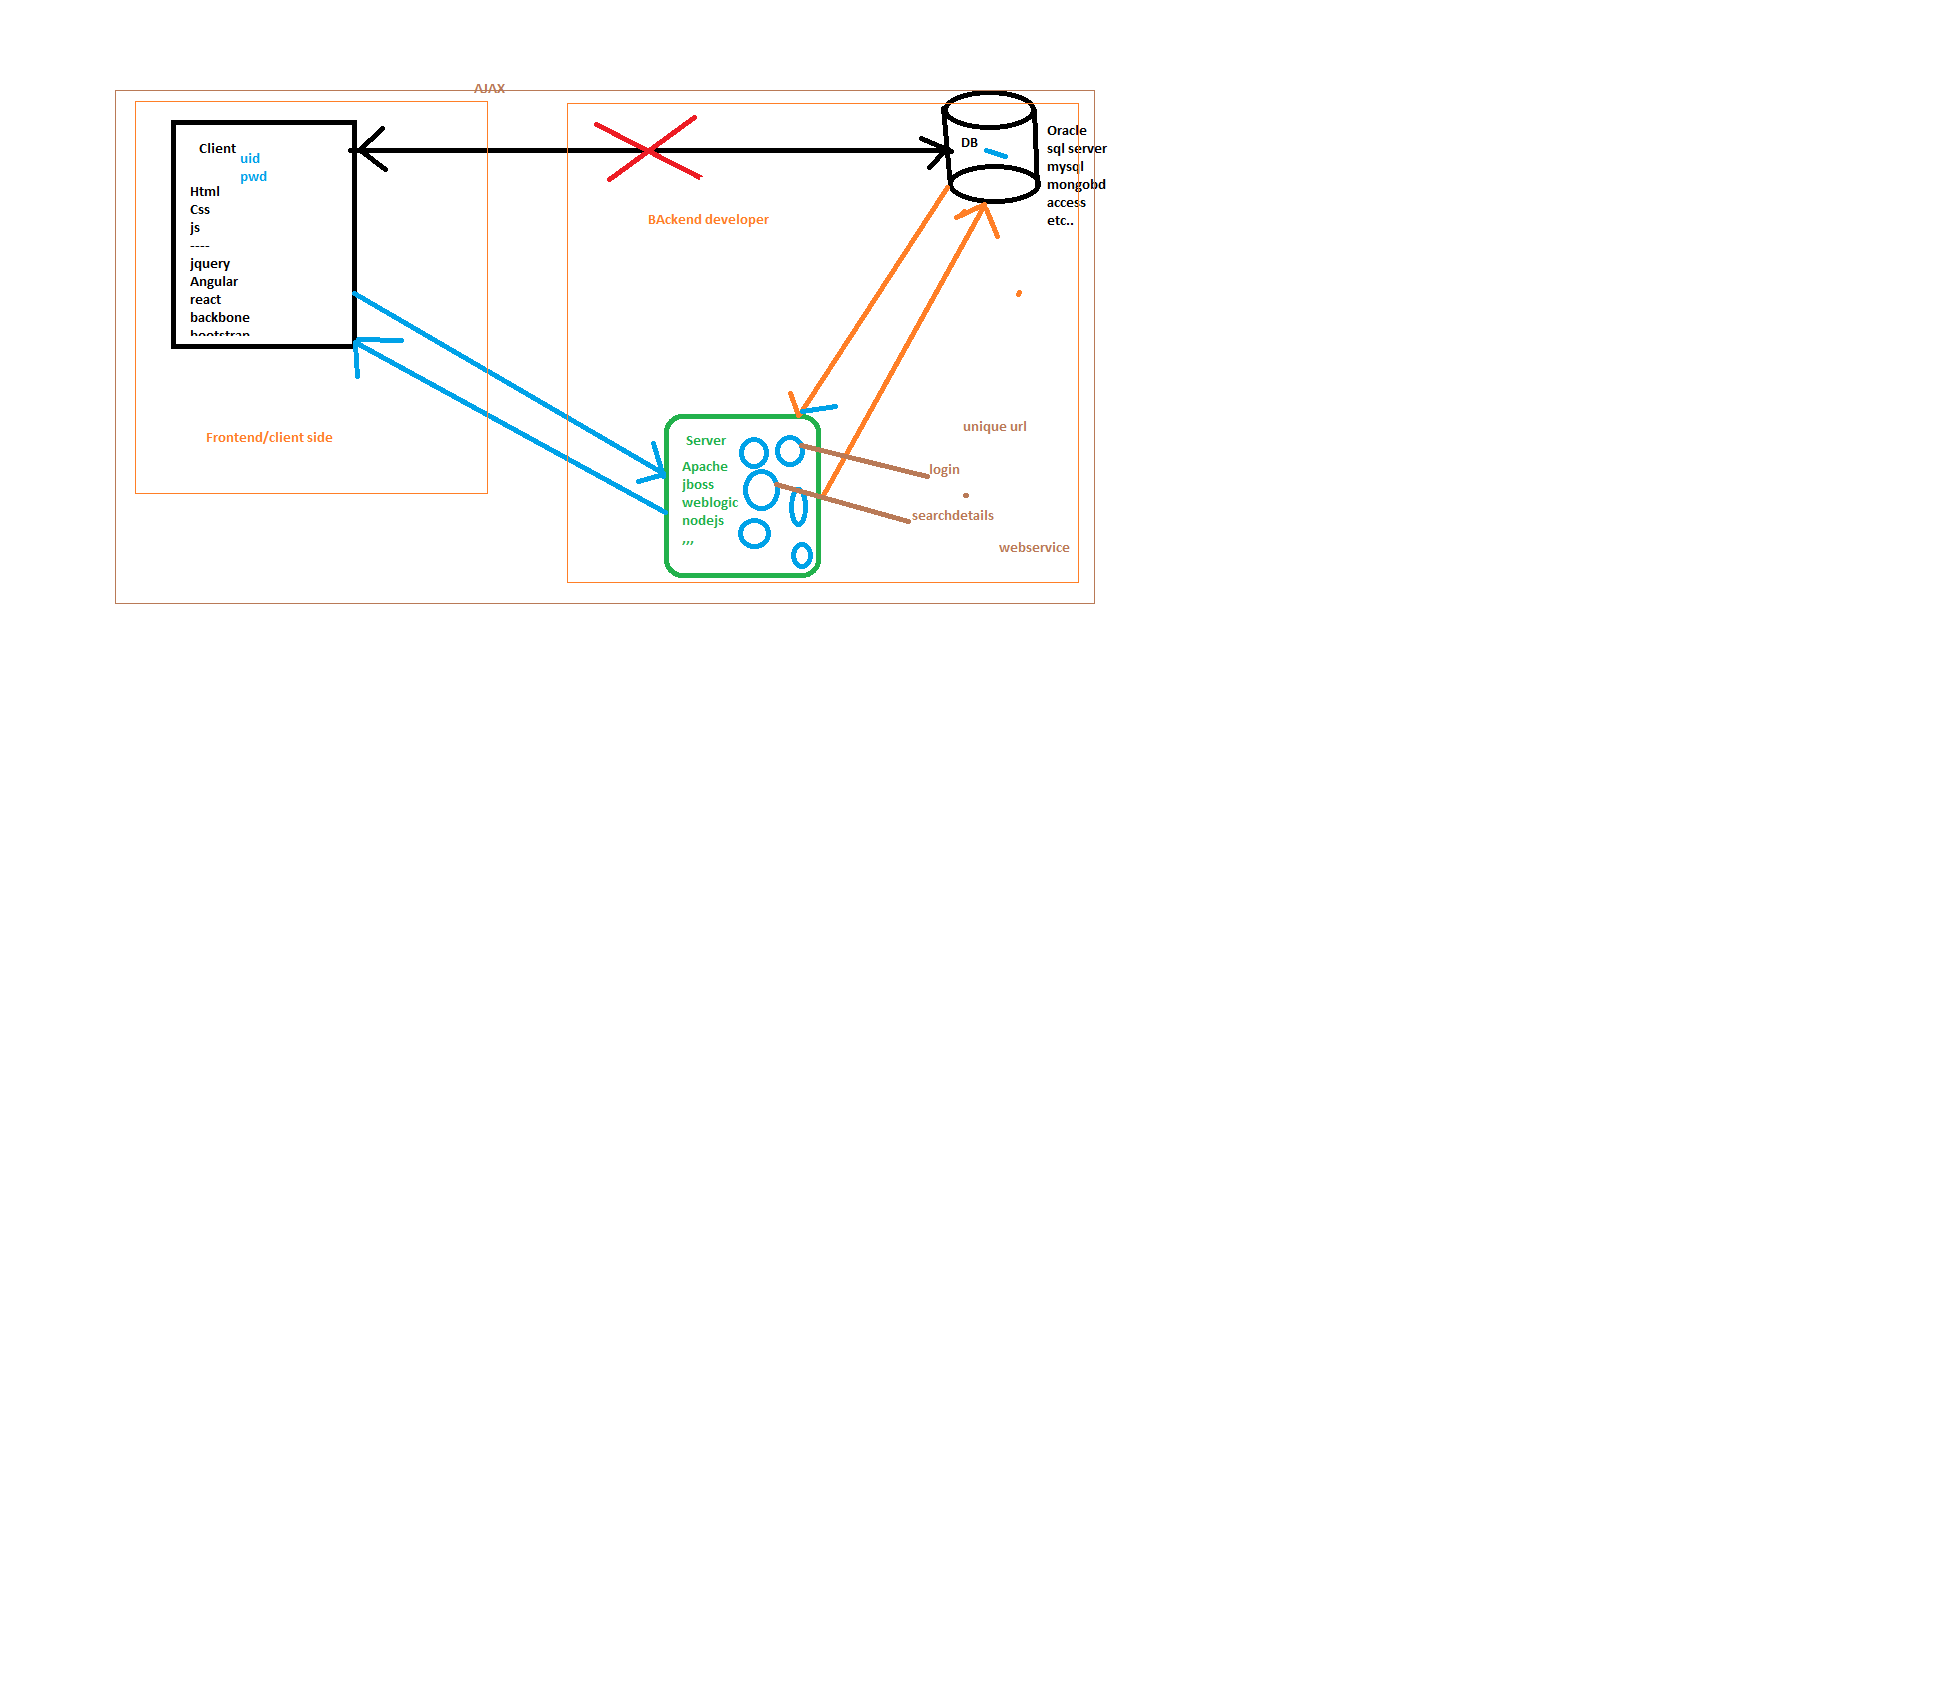 AJAX
Client
uid
pwd
Html
Css
js
----
jquery
Angular
react
backbone
bootstrap
Frontend/client side
BAckend developer
DB
Oracle
sql server
mysql
mongobd
access
etc..
Server
Apache
jboss
weblogic
nodejs
,,,
unique url
login
searchdetails
webservice